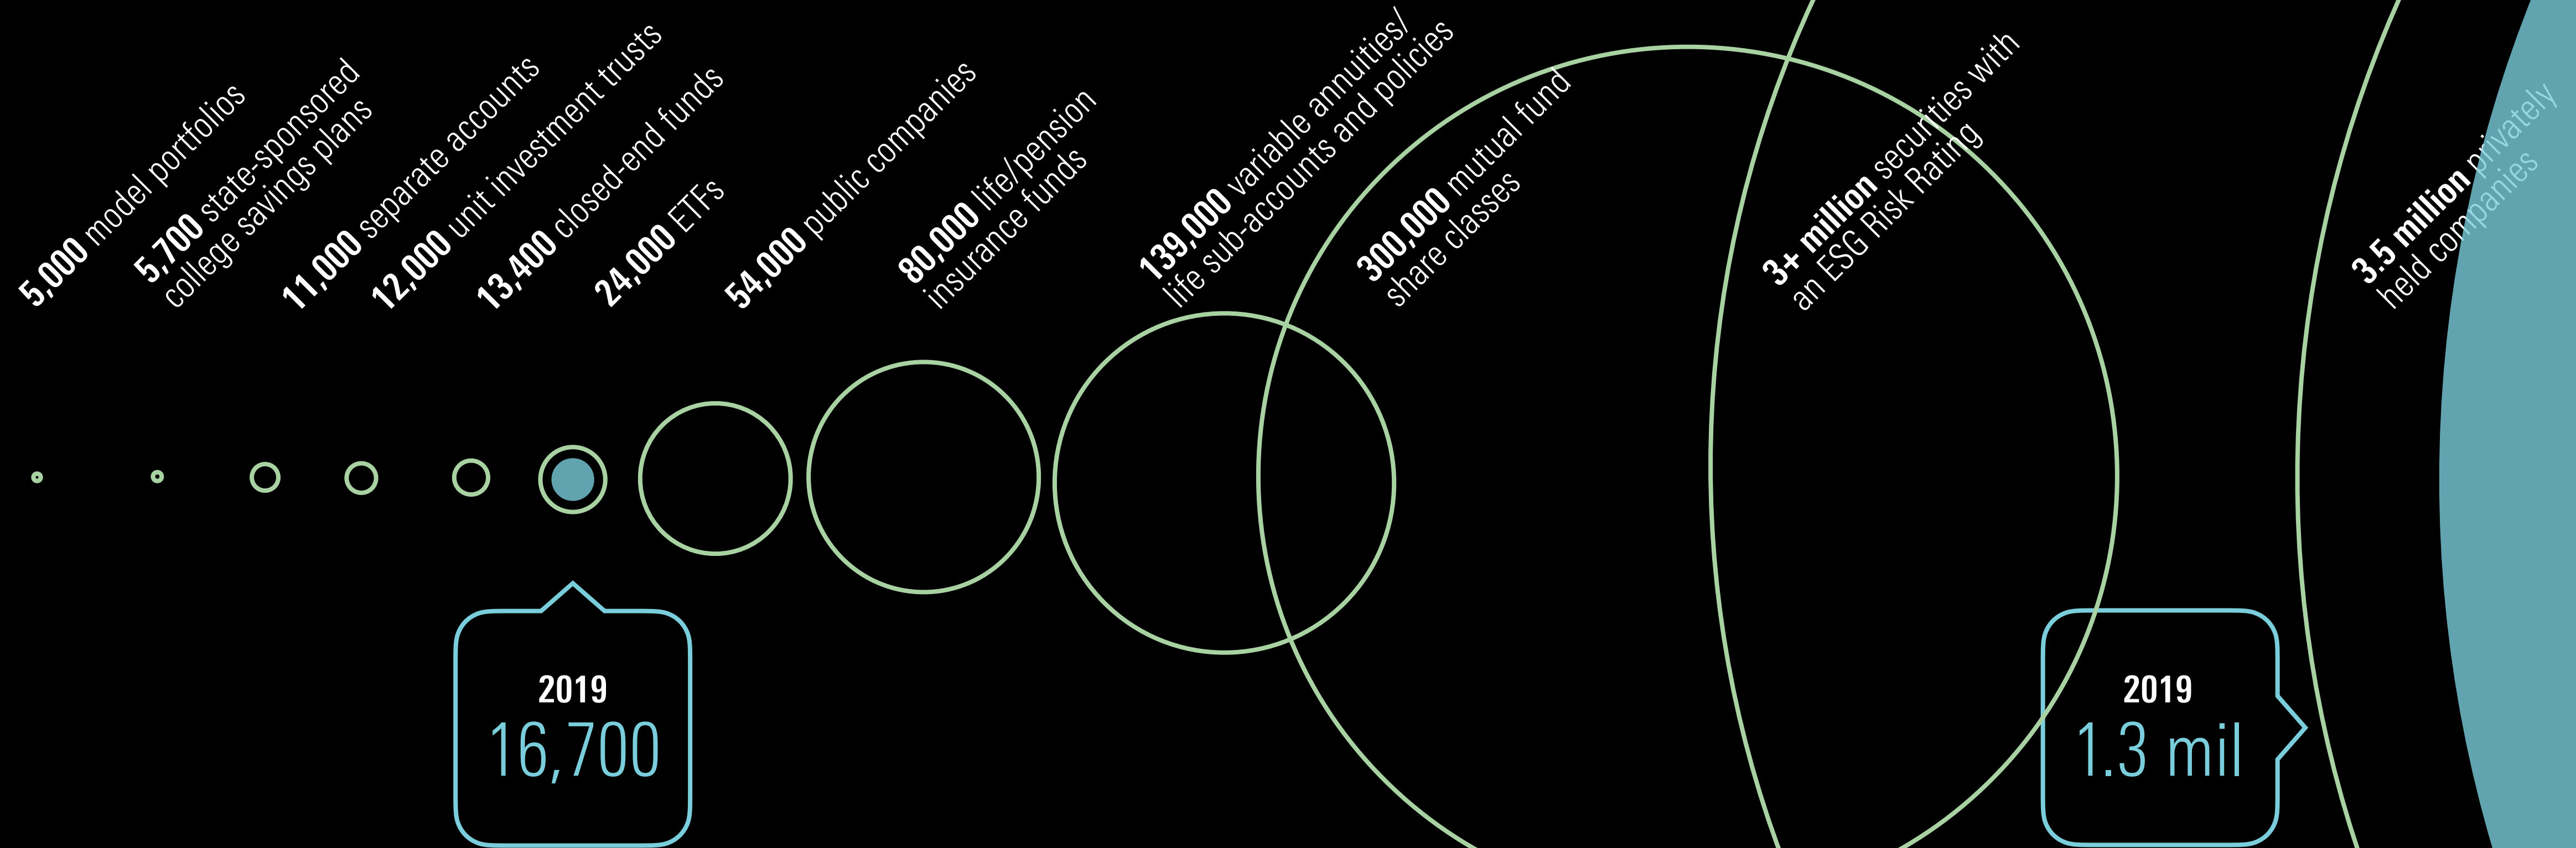 5,000 model portfolios
5,700 state-sponsored
college savings plans
11,000 separate accounts
12,000 unit investment trusts
13,400 closed-end funds
24,000 ETFs
54,000 public companies
80,000 life/pension
insurance funds
139,000 variable annuities/
life sub-accounts and policies
300,000 mutual fund
share classes
3+ million securities with
an ESG Risk Rating
3.5 million privately
held companies
2019
16,700
2019
1.3 mil